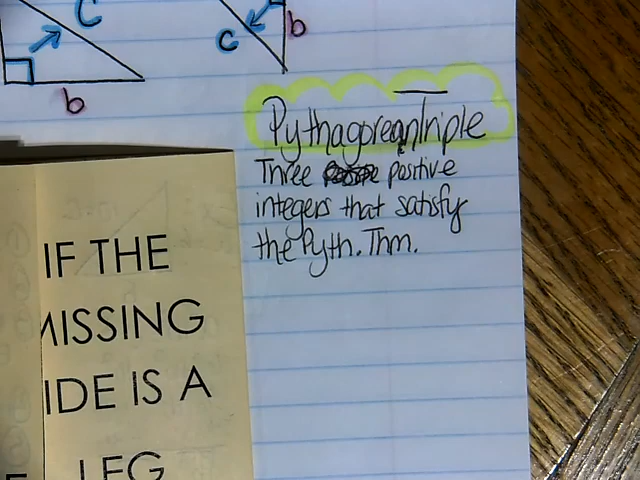 C
b
c
b
Pythagorean Triple
Three positive
integers that satisfy
the Pyth. Thm.
IF THE
MISSING
IDE IS A
LEG